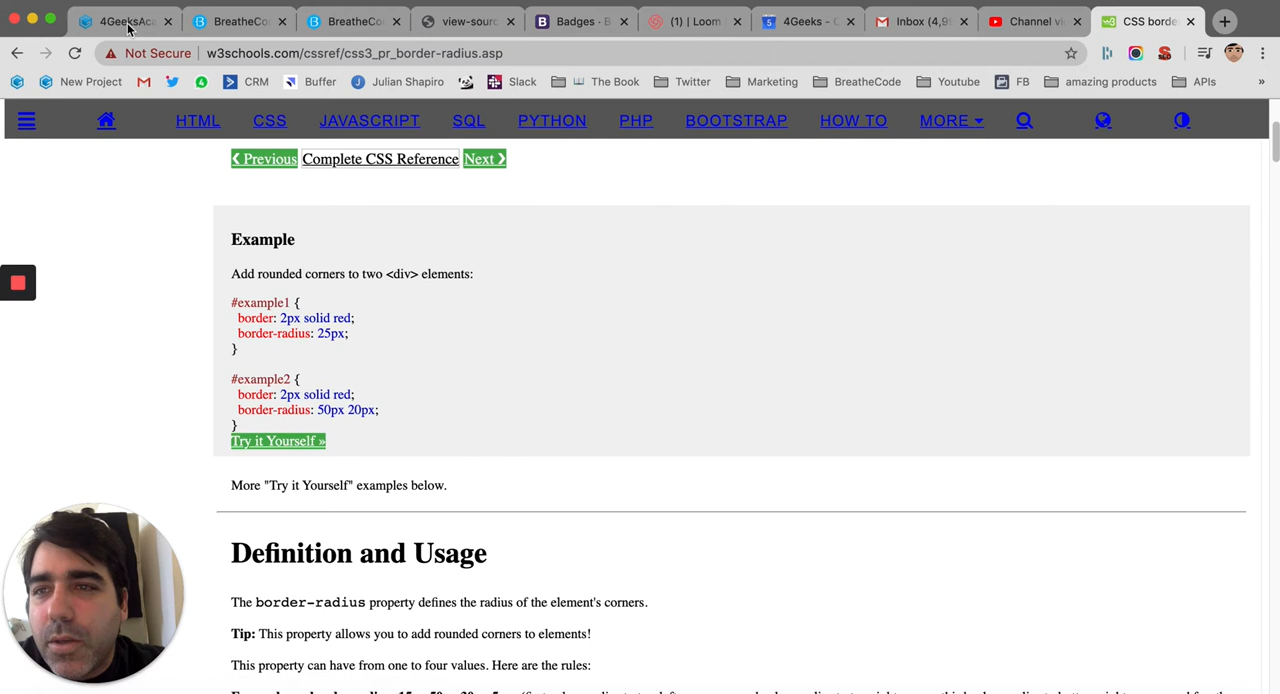 4GeeksAca
BreatheCo
BreatheCo
view-sourc
Badges · B
(1) | Loom
4Geeks - C
Inbox (4,9
Channel vi
CSS borde
Not Secure
w3schools.com/cssref/css3_pr_border-radius.asp
New Project
CRM
Buffer
Julian Shapiro
Slack
The Book
Twitter
Marketing
BreatheCode
Youtube
FB
amazing products
APIs
»
HTML
CSS
JAVASCRIPT
SQL
PYTHON
PHP
BOOTSTRAP
HOW TO
MORE
❮ Previous
Complete CSS Reference
Next ❯
Example
Add rounded corners to two <div> elements:
#example1 {
border: 2px solid red;
border-radius: 25px;
}
#example2 {
border: 2px solid red;
border-radius: 50px 20px;
}
Try it Yourself »
More "Try it Yourself" examples below.
Definition and Usage
The border-radius property defines the radius of the element's corners.
Tip: This property allows you to add rounded corners to elements!
This property can have from one to four values. Here are the rules: